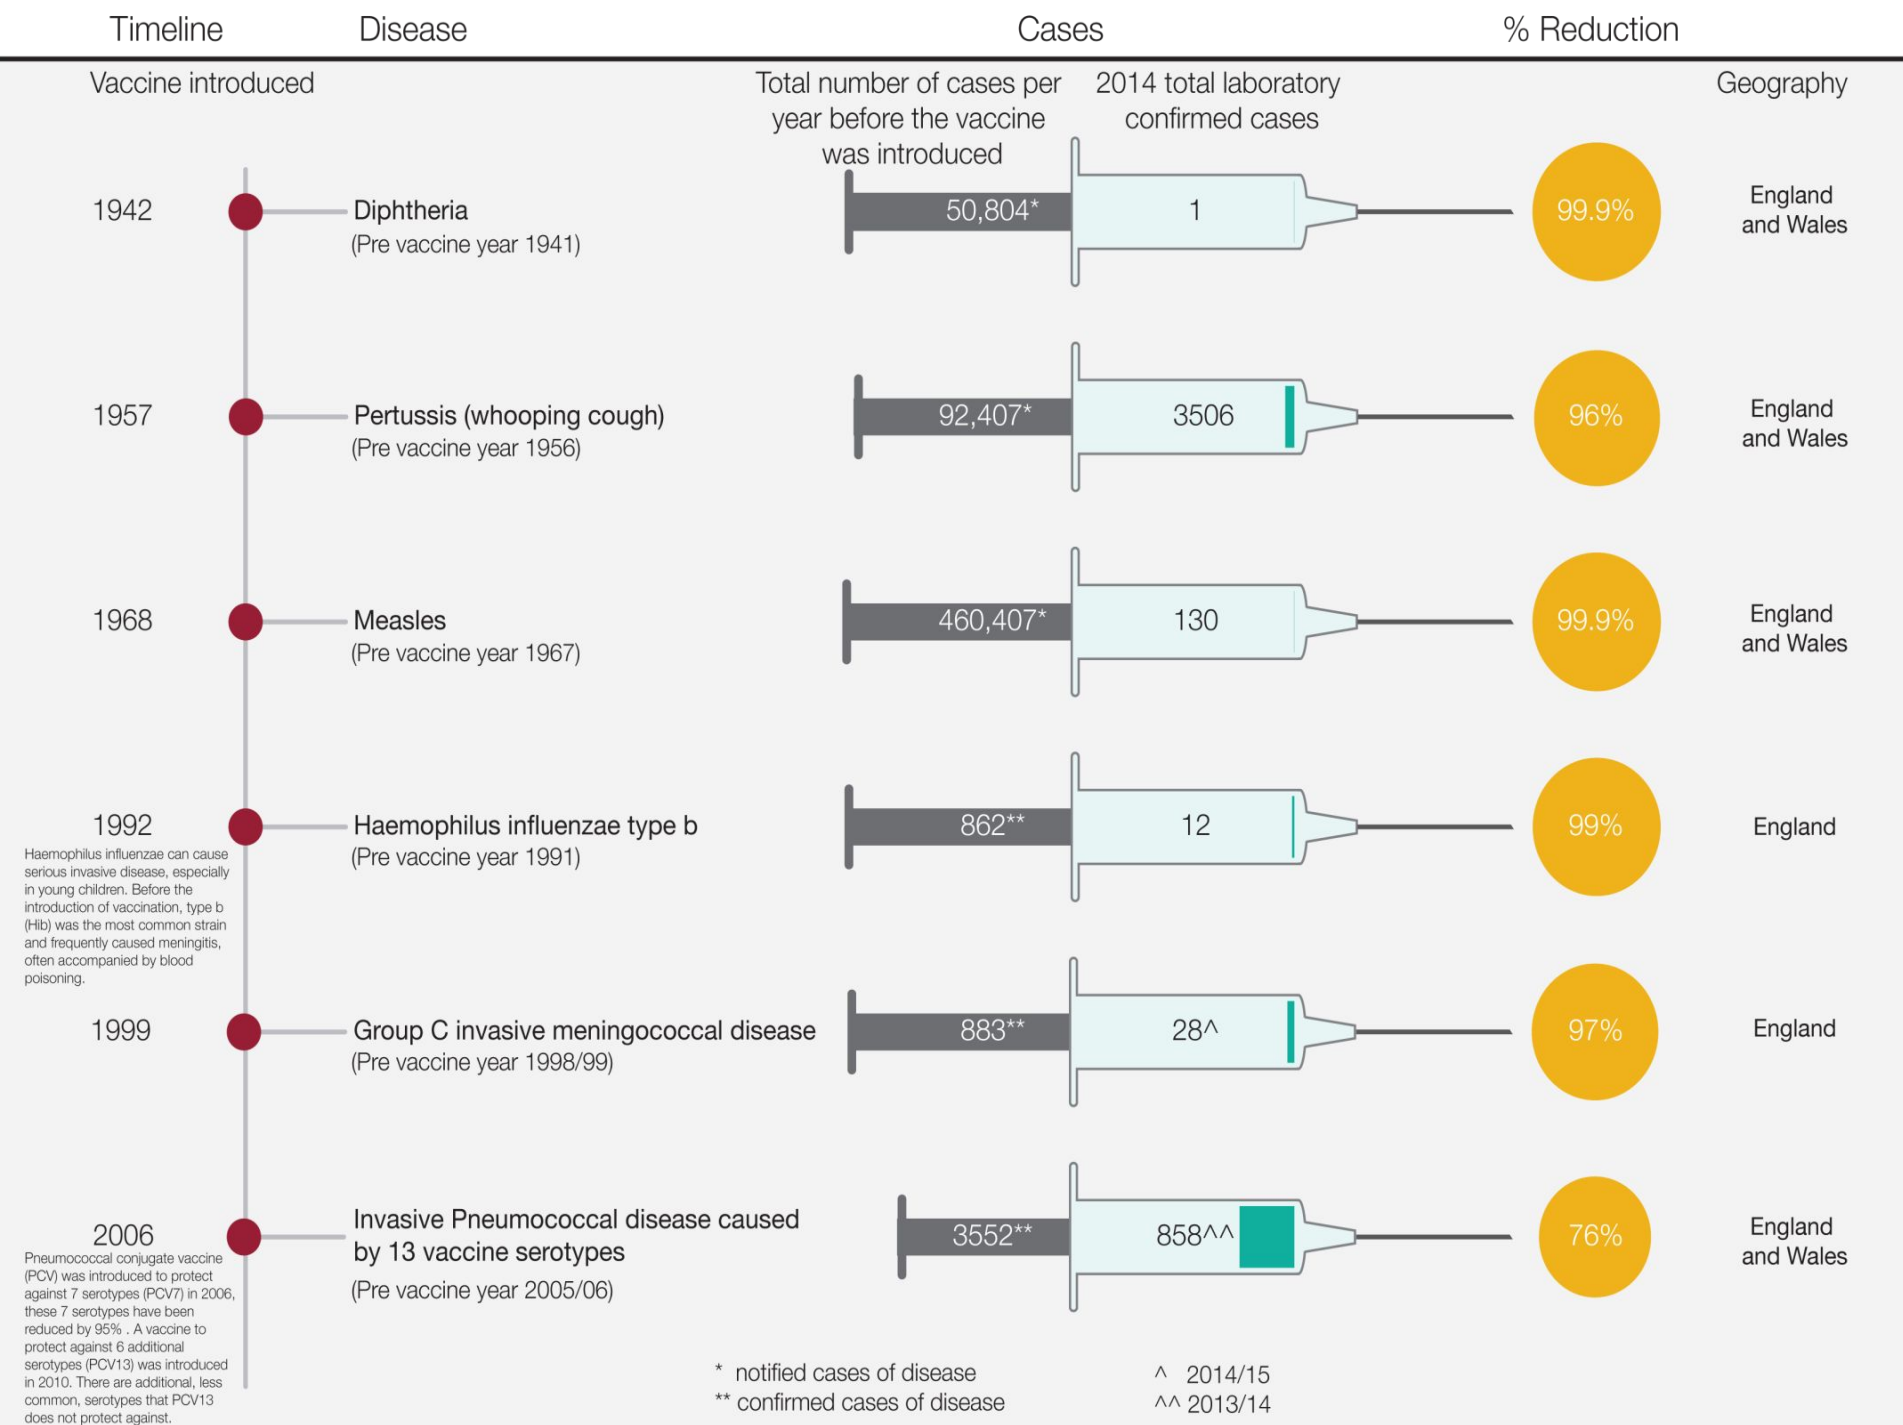 Timeline
Disease
Cases
% Reduction
Vaccine introduced
Total number of cases per
year before the vaccine
was introduced
2014 total laboratory
confirmed cases
Geography
1942
Diphtheria
(Pre vaccine year 1941)
50,804*
1
99.9%
England
and Wales
1957
Pertussis (whooping cough)
(Pre vaccine year 1956)
92,407*
3506
96%
England
and Wales
1968
Measles
(Pre vaccine year 1967)
460,407*
130
99.9%
England
and Wales
1992
Haemophilus influenzae can cause
serious invasive disease, especially
in young children. Before the
introduction of vaccination, type b
(Hib) was the most common strain
and frequently caused meningitis,
often accompanied by blood
poisoning.
Haemophilus influenzae type b
(Pre vaccine year 1991)
862**
12
99%
England
1999
Group C invasive meningococcal disease
(Pre vaccine year 1998/99)
883**
28^
97%
England
2006
Pneumococcal conjugate vaccine
(PCV) was introduced to protect
against 7 serotypes (PCV7) in 2006,
these 7 serotypes have been
reduced by 95% . A vaccine to
protect against 6 additional
serotypes (PCV13) was introduced
in 2010. There are additional, less
common, serotypes that PCV13
does not protect against.
Invasive Pneumococcal disease caused
by 13 vaccine serotypes
(Pre vaccine year 2005/06)
3552**
858^^
76%
England
and Wales
* notified cases of disease
** confirmed cases of disease
^ 2014/15
^^ 2013/14